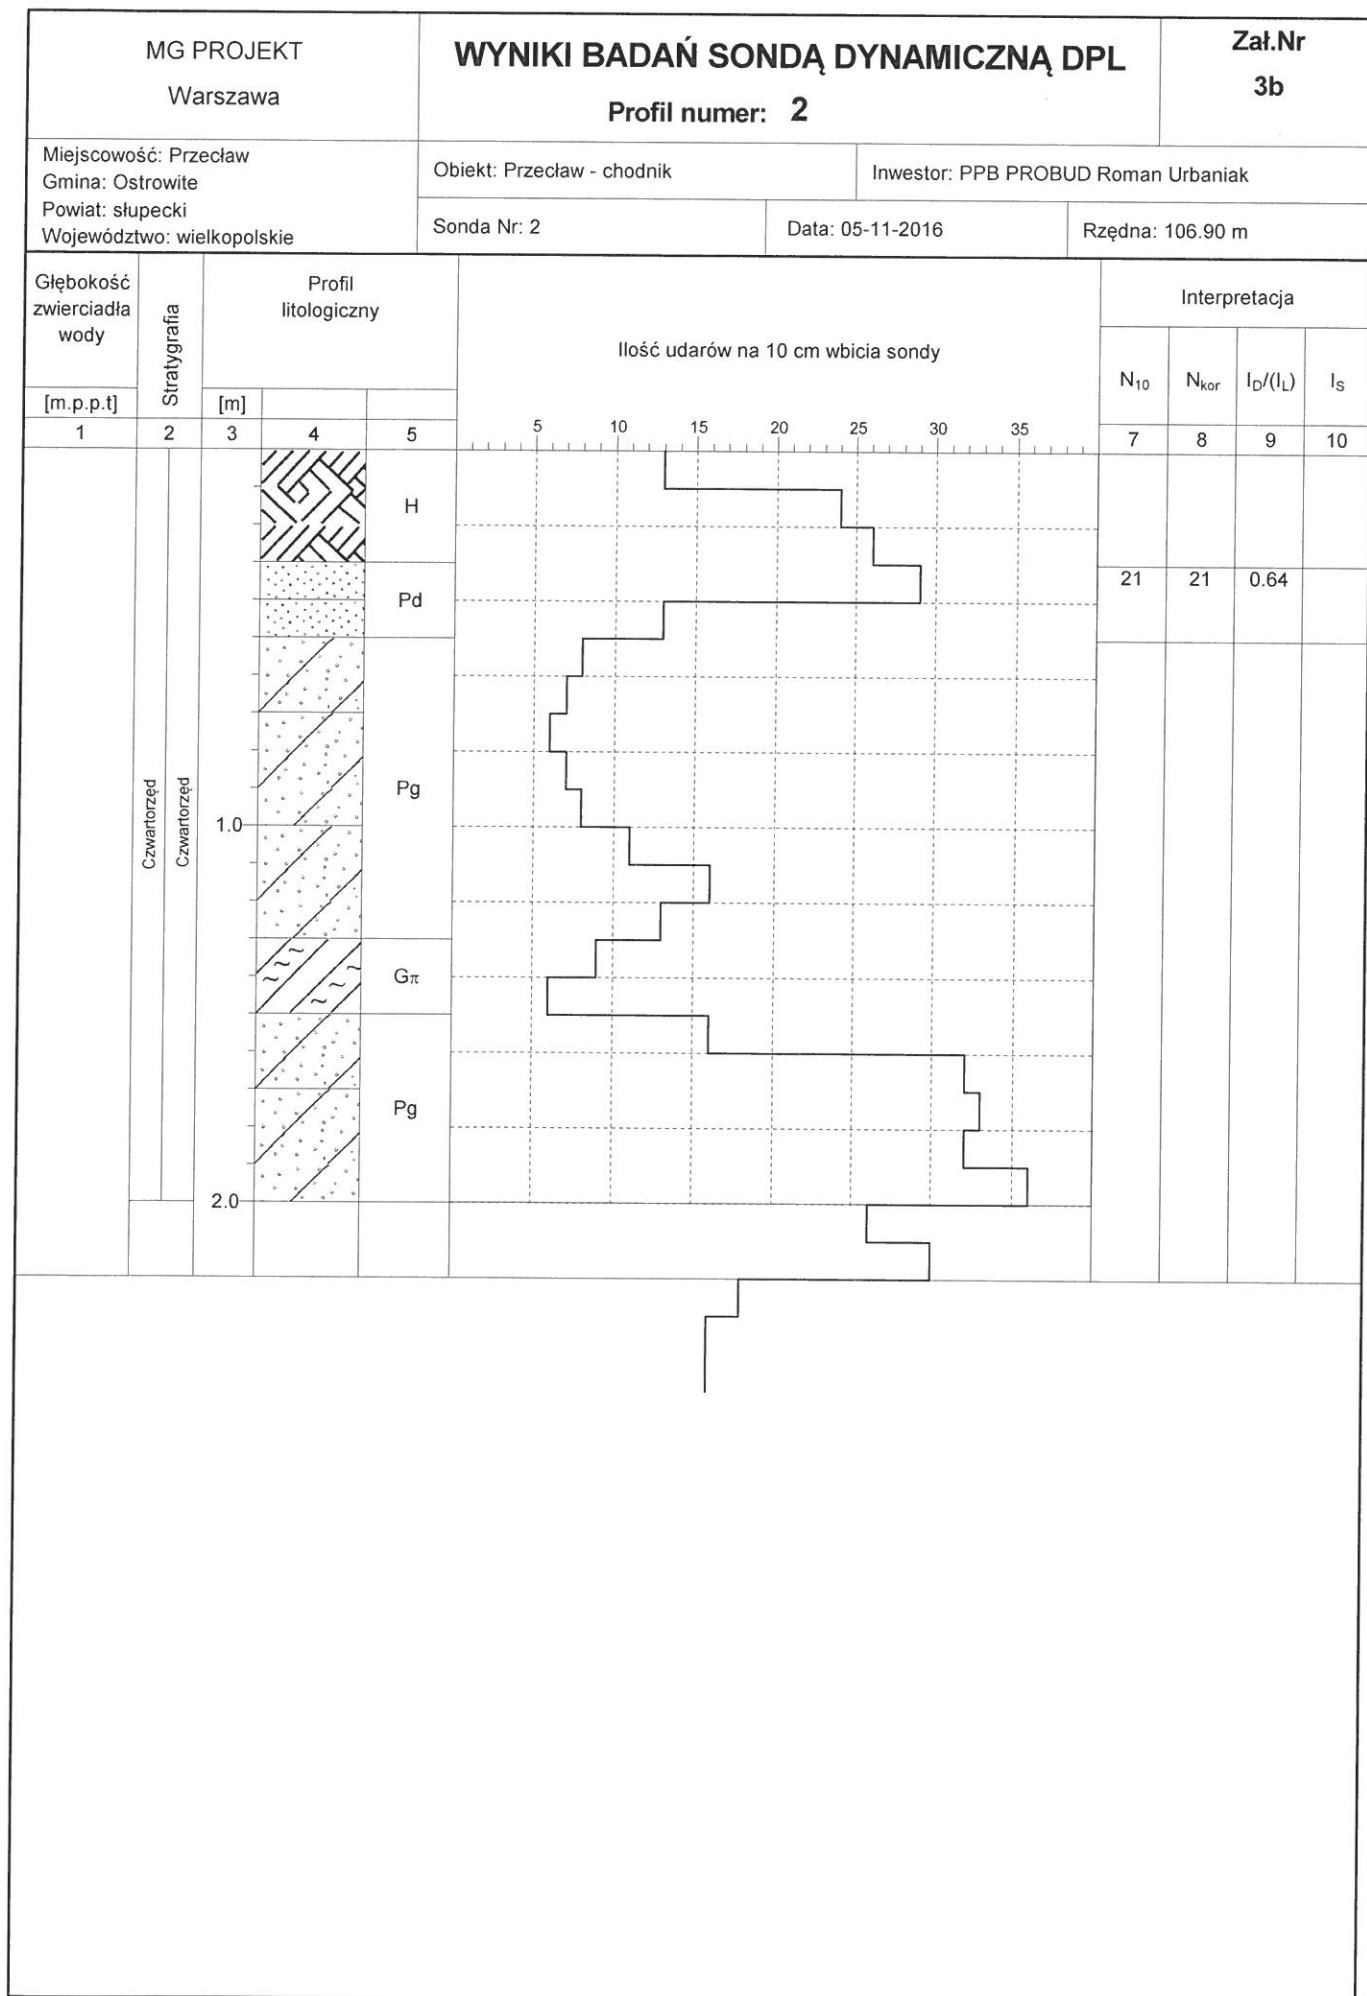 MG PROJEKT
Warszawa
WYNIKI BADAŃ SONDĄ DYNAMICZNĄ DPL
Profil numer: 2
Zał.Nr
3b
Miejscowość: Przecław
Gmina: Ostrowite
Powiat: słupecki
Województwo: wielkopolskie
Obiekt: Przecław - chodnik
Inwestor: PPB PROBUD Roman Urbaniak
Sonda Nr: 2
Data: 05-11-2016
Rzędna: 106.90 m
Głębokość
zwierciadła
wody
[m.p.p.t]
Stratygrafia
Profil
litologiczny
[m]
Ilość udarów na 10 cm wbicia sondy
Interpretacja
N10 Nkor ID/(IL) IS
1 2 3 4 5
5 10 15 20 25 30 35
7 8 9 10
H
Pd
21 21 0.64
Pg
Czwartorzęd
Czwartorzęd
1.0
Gπ
Pg
2.0